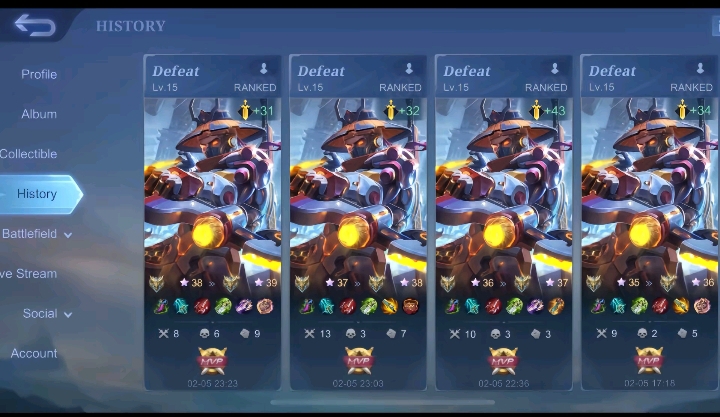 HISTORY
Profile
Album
Collectible
History
Battlefield
ve Stream
Social
Account
Defeat
Lv.15 RANKED
+31
38 » 39
8 6 9
MVP
02-05 23:23
Defeat
Lv.15 RANKED
+32
37 » 38
13 3 7
MVP
02-05 23:03
Defeat
Lv.15 RANKED
+43
36 » 37
10 3 3
MVP
02-05 22:36
Defeat
Lv.15 RANKED
+34
35 » 36
9 2 5
MVP
02-05 17:15